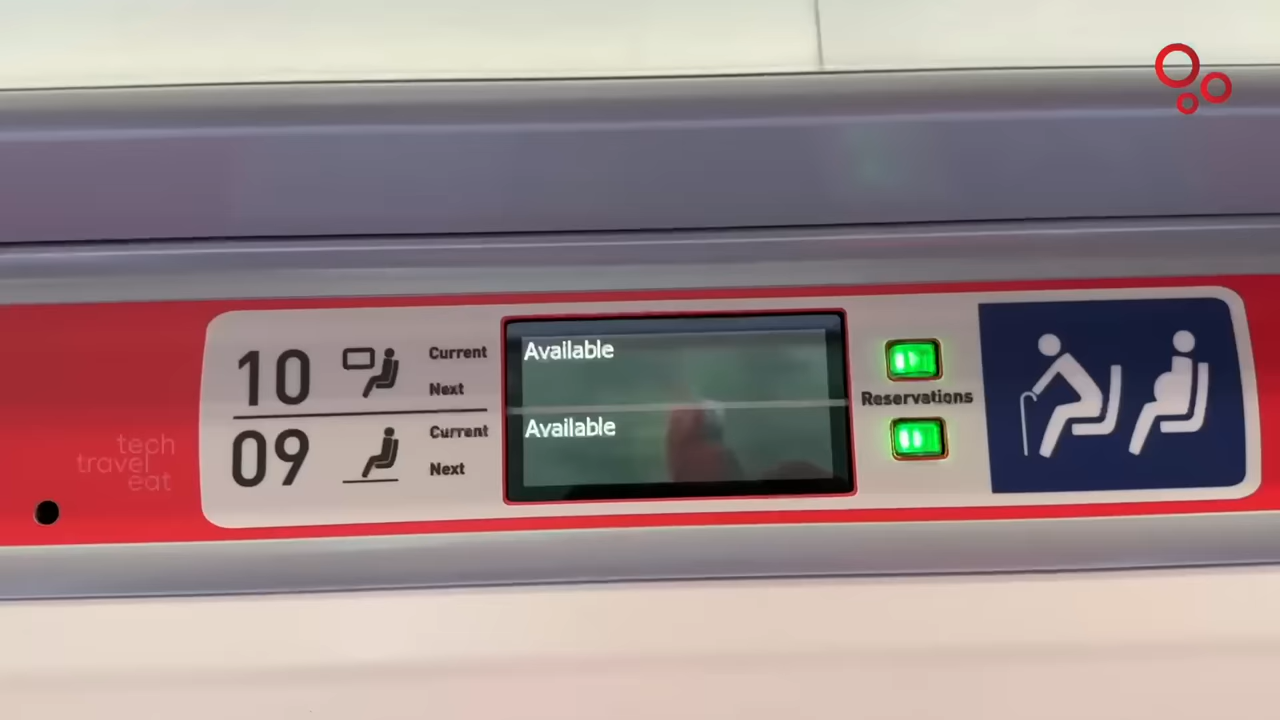 10 Current Available
Next
09 Current Available
Next
Reservations
tech
travel
eat